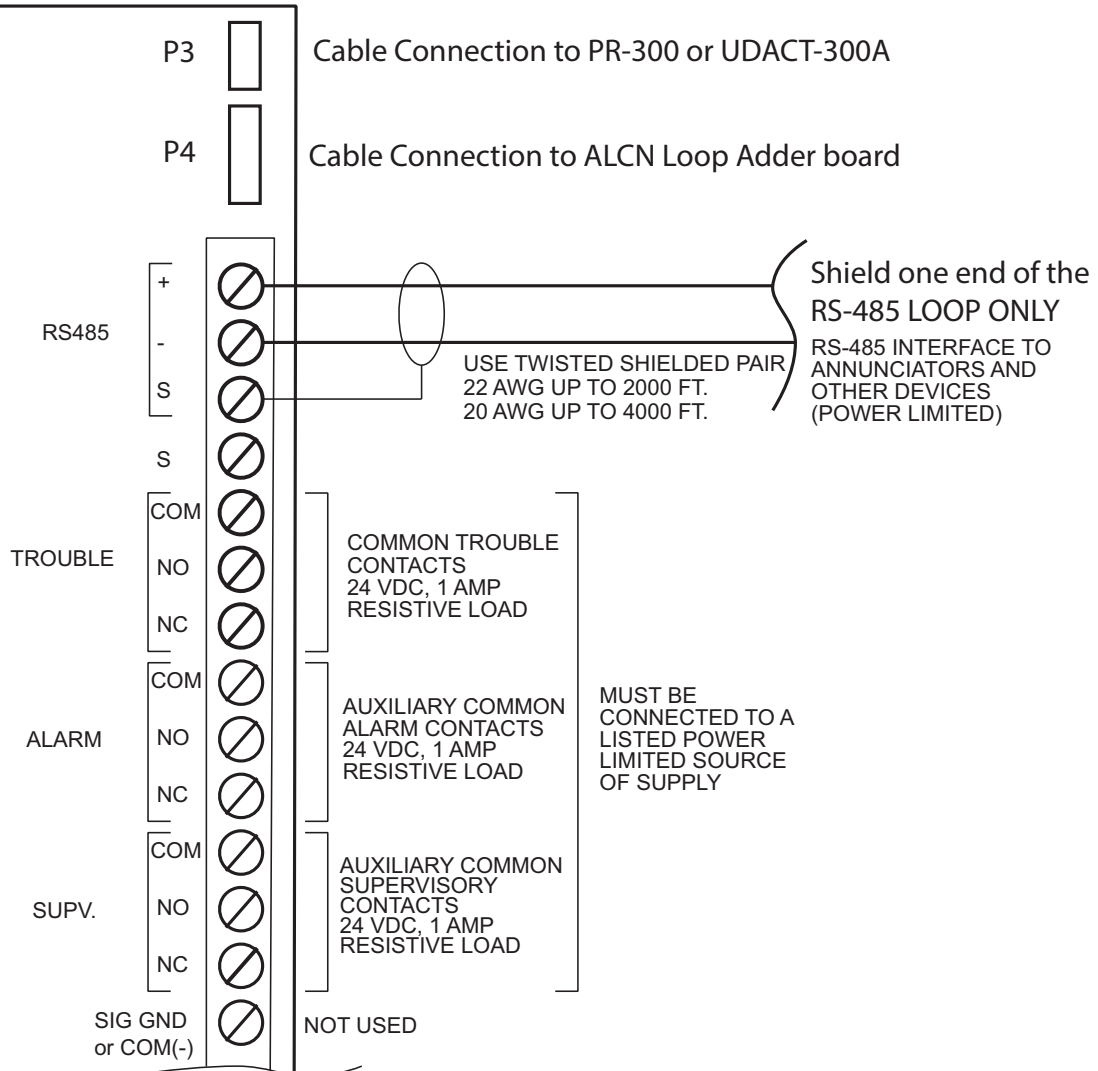 P3
Cable Connection to PR-300 or UDACT-300A
P4
Cable Connection to ALCN Loop Adder board
RS485
+
-
S
USE TWISTED SHIELDED PAIR
22 AWG UP TO 2000 FT.
20 AWG UP TO 4000 FT.
Shield one end of the
RS-485 LOOP ONLY
RS-485 INTERFACE TO
ANNUNCIATORS AND
OTHER DEVICES
(POWER LIMITED)
S
TROUBLE
COM
NO
NC
COMMON TROUBLE
CONTACTS
24 VDC, 1 AMP
RESISTIVE LOAD
ALARM
COM
NO
NC
AUXILIARY COMMON
ALARM CONTACTS
24 VDC, 1 AMP
RESISTIVE LOAD
MUST BE
CONNECTED TO A
LISTED POWER
LIMITED SOURCE
OF SUPPLY
SUPV.
COM
NO
NC
AUXILIARY COMMON
SUPERVISORY
CONTACTS
24 VDC, 1 AMP
RESISTIVE LOAD
SIG GND
or COM(-)
NOT USED